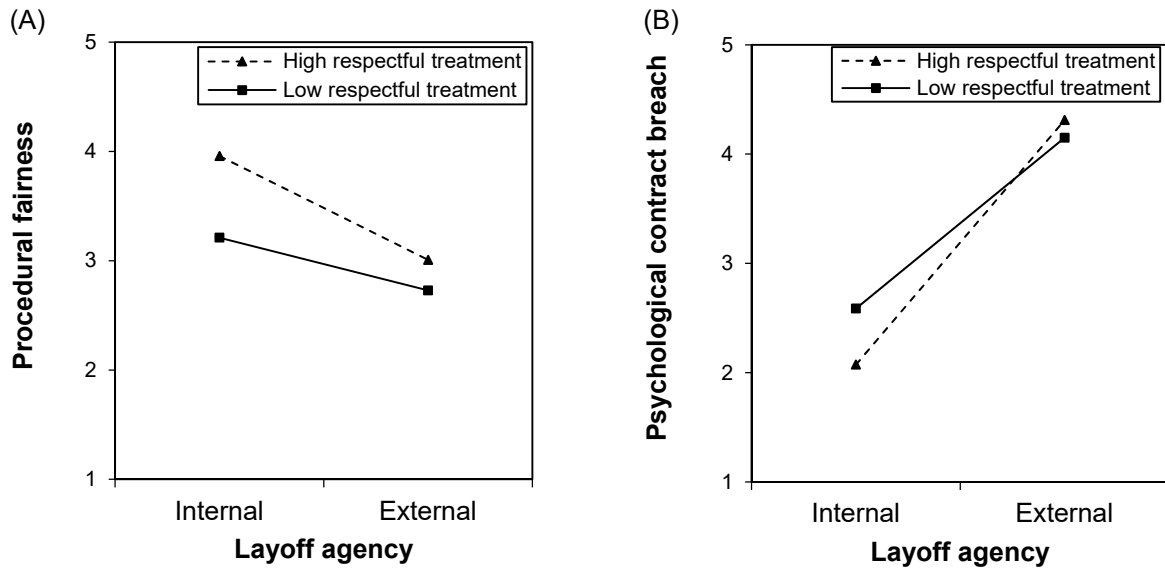 (A)
5
High respectful treatment
Low respectful treatment
4
3
2
1
Procedural fairness
Internal External
Layoff agency
(B)
5
High respectful treatment
Low respectful treatment
4
3
2
1
Psychological contract breach
Internal External
Layoff agency